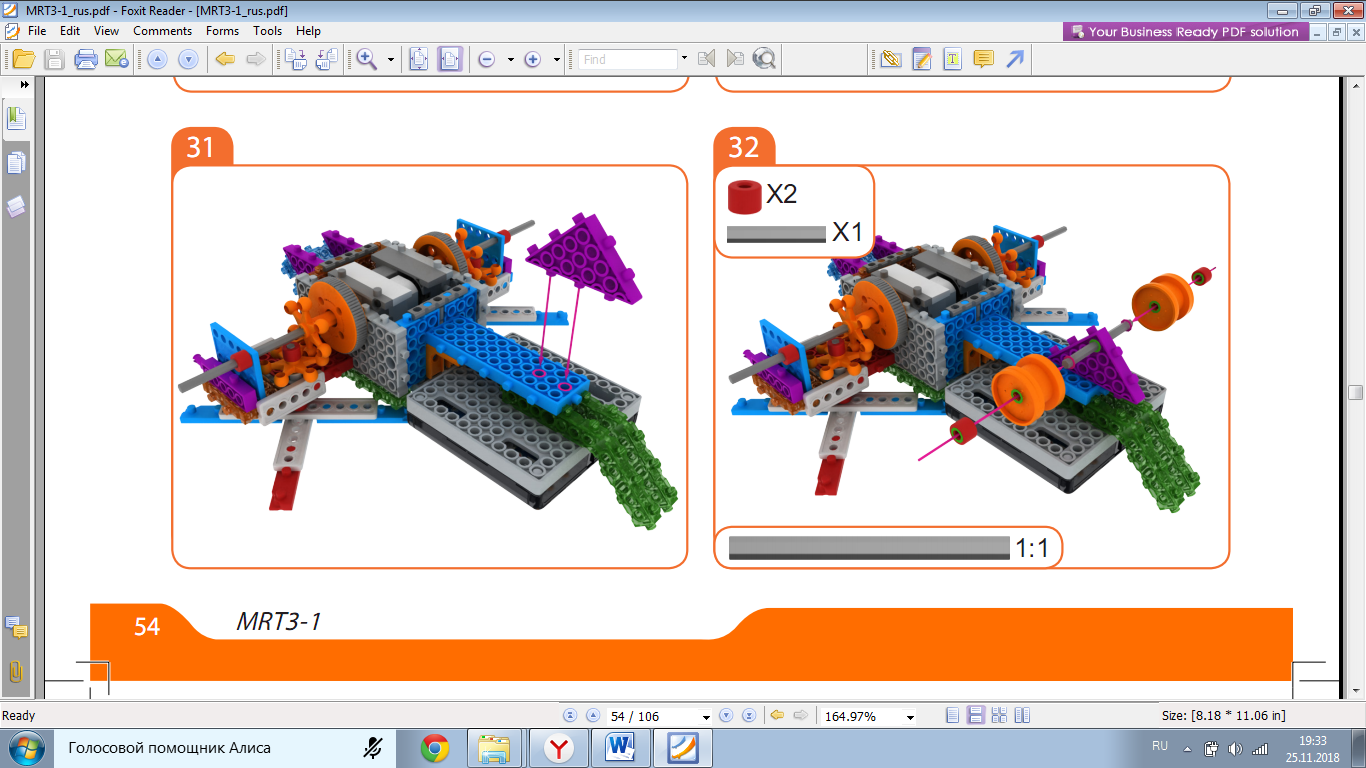 MRT3-1_rus.pdf - Foxit Reader - [MRT3-1_rus.pdf]
File Edit View Comments Forms Tools Help
Your Business Ready PDF solution
Find
31
32
X2
X1
1:1
54
MRT3-1
Ready
54 / 106
164.97%
Size: [8.18 * 11.06 in]
Голосовой помощник Алиса
RU
19:33
25.11.2018